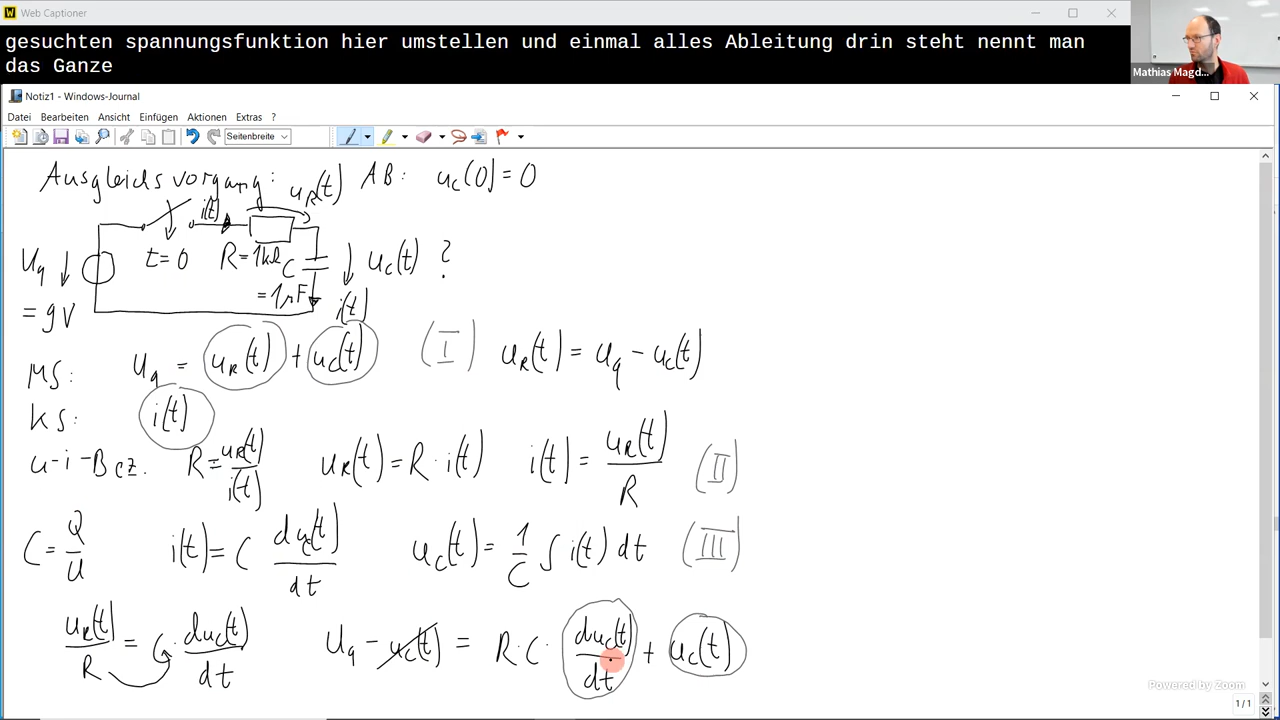 Web Captioner
gesuchten spannungsfunktion hier umstellen und einmal alles Ableitung drin steht nennt man
das Ganze
Mathias Magd...
Notiz1 - Windows-Journal
Datei Bearbeiten Ansicht Einfügen Aktionen Extras ?
Seitenbreite
Ausgleichsvorgang: u_R(t) AB: u_C(0) = 0
i(t)
U_q t=0 R=1kΩ C u_C(t) ?
= 9V =1µF i(t)
MS: U_q = u_R(t) + u_C(t) (I) u_R(t) = U_q - u_C(t)
KS: i(t)
u-i-Bez. R = u_R(t)/i(t) u_R(t) = R · i(t) i(t) = u_R(t)/R (II)
C = Q/U i(t) = C du_C(t)/dt u_C(t) = 1/C ∫ i(t) dt (III)
u_R(t)/R = C · du_C(t)/dt U_q - u_C(t) = R · C · du_C(t)/dt + u_C(t)
Powered by Zoom
1/1